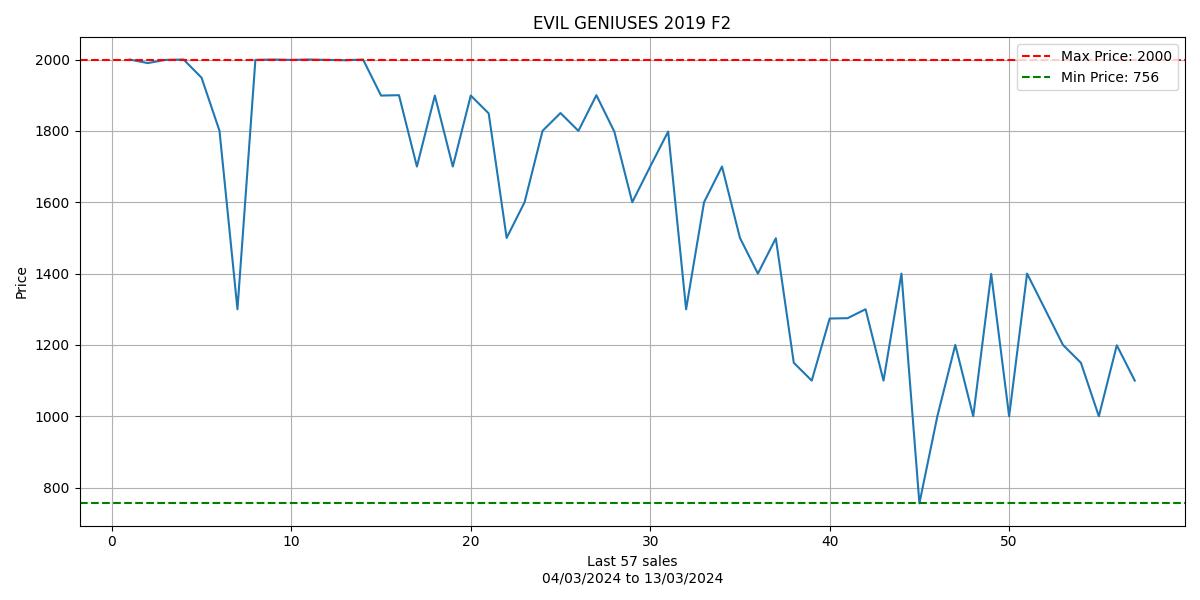 EVIL GENIUSES 2019 F2
Max Price: 2000
Min Price: 756
Price
2000
1800
1600
1400
1200
1000
800
0 10 20 30 40 50
Last 57 sales
04/03/2024 to 13/03/2024